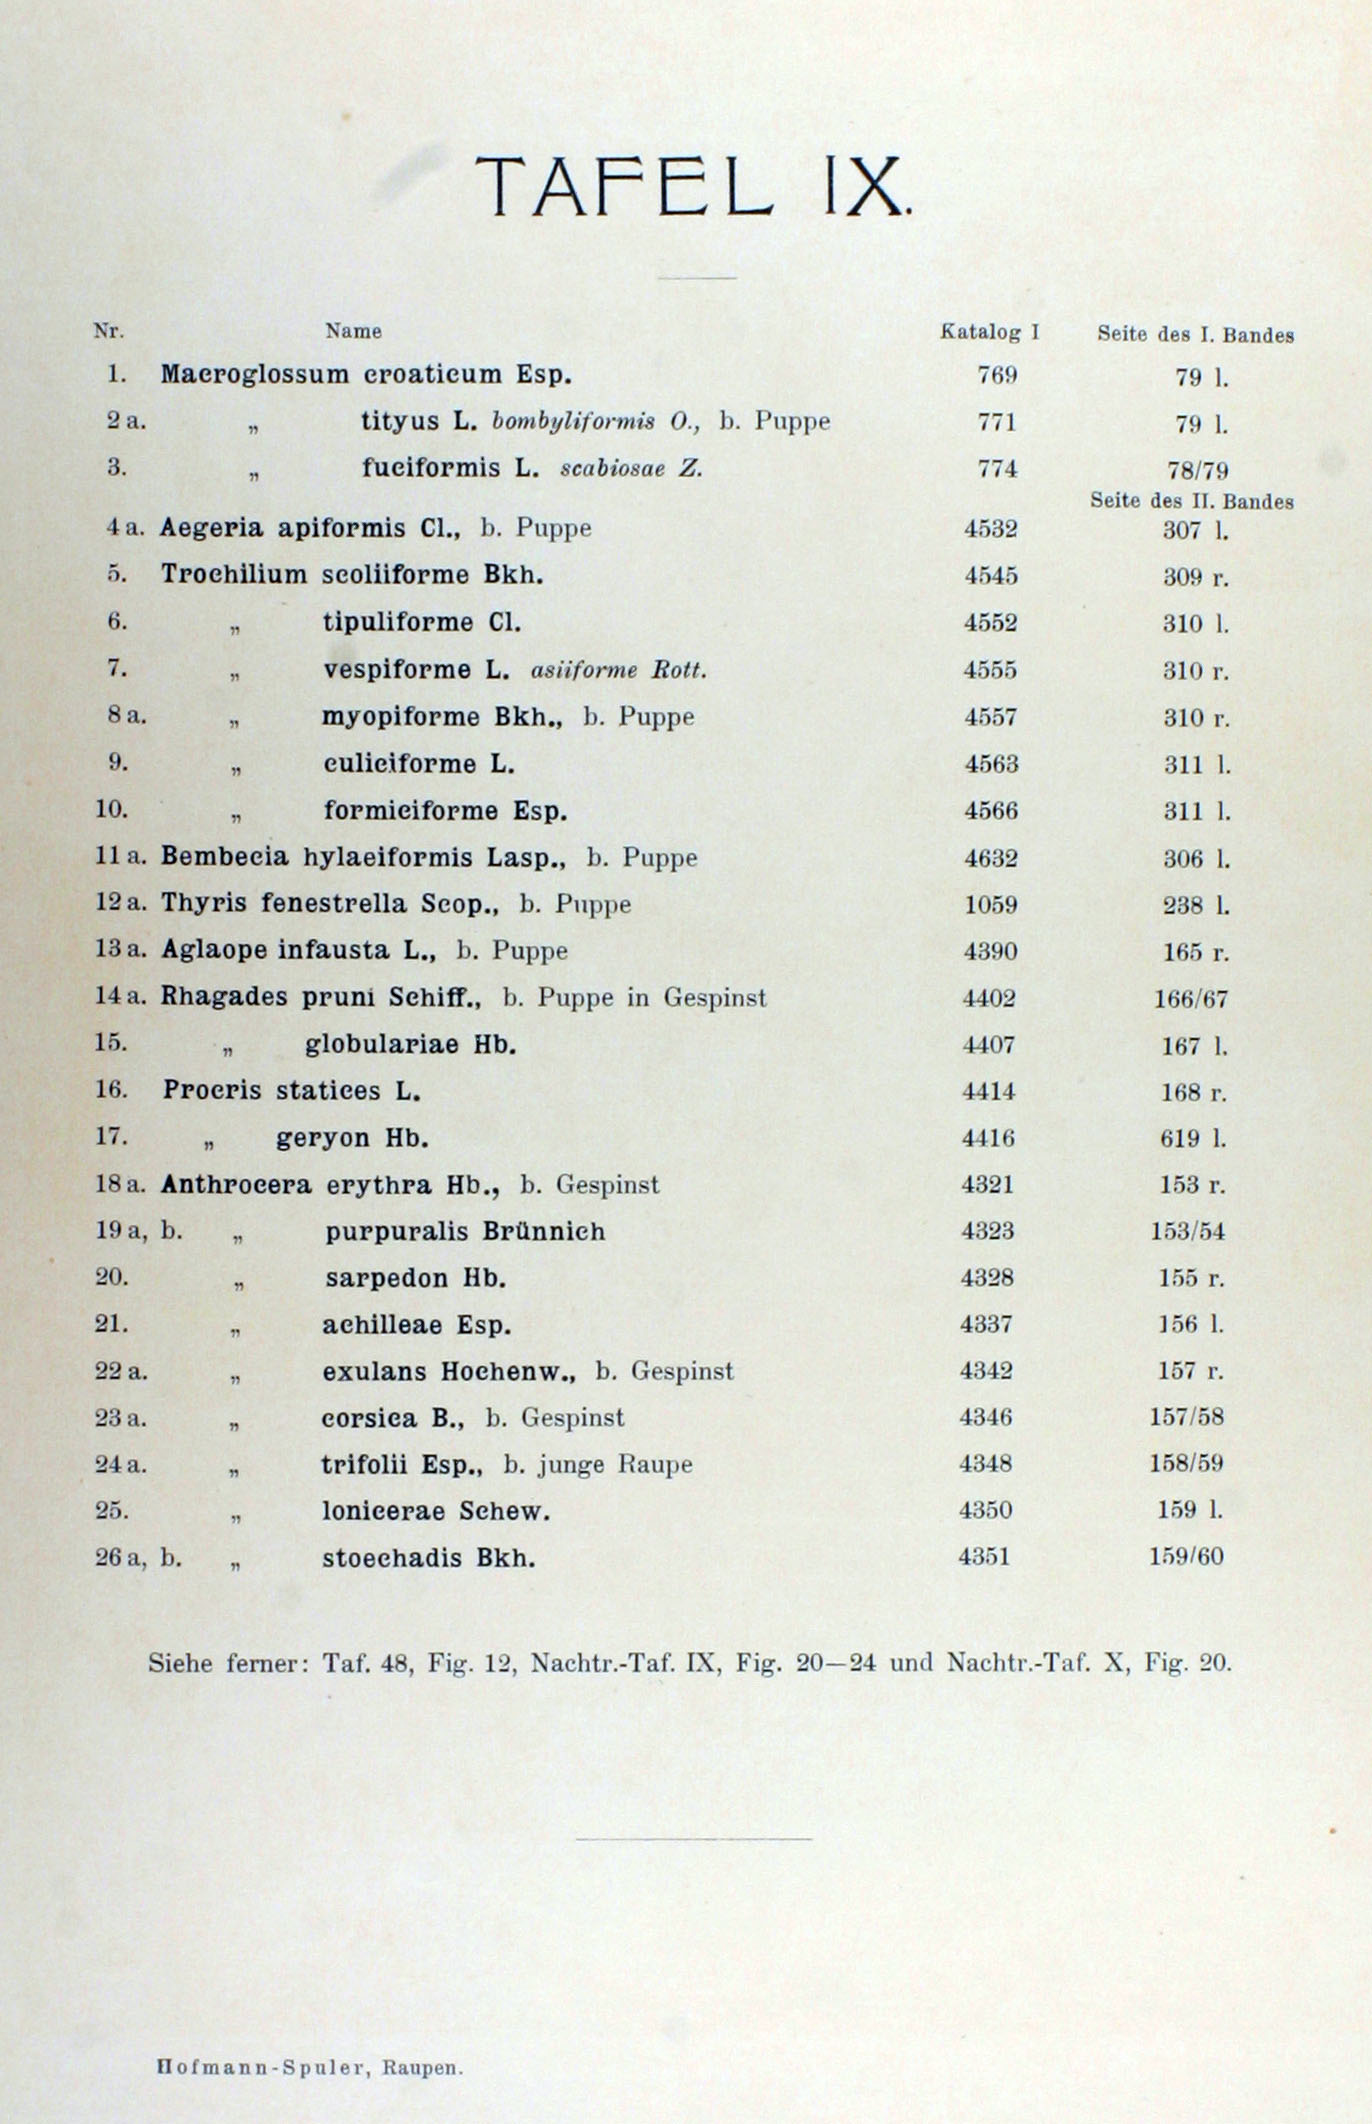 TAFEL IX.
Nr. Name Katalog I Seite des I. Bandes
1. Macroglossum croaticum Esp. 769 79 l.
2 a. „ tityus L. bombyliformis O., b. Puppe 771 79 l.
3. „ fuciformis L. scabiosae Z. 774 78/79
Seite des II. Bandes
4 a. Aegeria apiformis Cl., b. Puppe 4532 307 l.
5. Trochilium scoliiforme Bkh. 4545 309 r.
6. „ tipuliforme Cl. 4552 310 l.
7. „ vespiforme L. asiiforme Rott. 4555 310 r.
8 a. „ myopiforme Bkh., b. Puppe 4557 310 r.
9. „ culiciforme L. 4563 311 l.
10. „ formiciforme Esp. 4566 311 l.
11 a. Bembecia hylaeiformis Lasp., b. Puppe 4632 306 l.
12 a. Thyris fenestrella Scop., b. Puppe 1059 238 l.
13 a. Aglaope infausta L., b. Puppe 4390 165 r.
14 a. Rhagades pruni Schiff., b. Puppe in Gespinst 4402 166/67
15. „ globulariae Hb. 4407 167 l.
16. Procris statices L. 4414 168 r.
17. „ geryon Hb. 4416 619 l.
18 a. Anthrocera erythra Hb., b. Gespinst 4321 153 r.
19 a, b. „ purpuralis Brünnich 4323 153/54
20. „ sarpedon Hb. 4328 155 r.
21. „ achilleae Esp. 4337 156 l.
22 a. „ exulans Hochenw., b. Gespinst 4342 157 r.
23 a. „ corsica B., b. Gespinst 4346 157/58
24 a. „ trifolii Esp., b. junge Raupe 4348 158/59
25. „ lonicerae Schew. 4350 159 l.
26 a, b. „ stoechadis Bkh. 4351 159/60
Siehe ferner: Taf. 48, Fig. 12, Nachtr.-Taf. IX, Fig. 20—24 und Nachtr.-Taf. X, Fig. 20.
Hofmann-Spuler, Raupen.